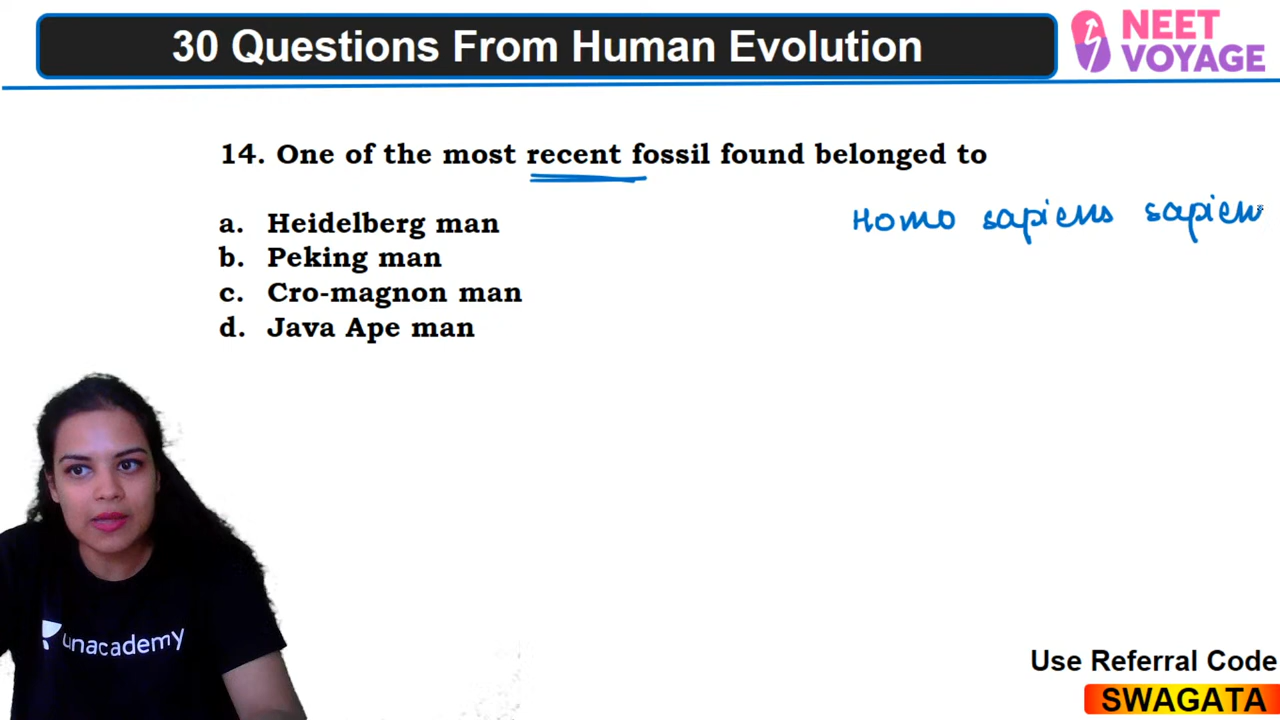 30 Questions From Human Evolution
NEET
VOYAGE
14. One of the most recent fossil found belonged to
Homo sapiens sapien
a. Heidelberg man
b. Peking man
c. Cro-magnon man
d. Java Ape man
unacademy
Use Referral Code
SWAGATA